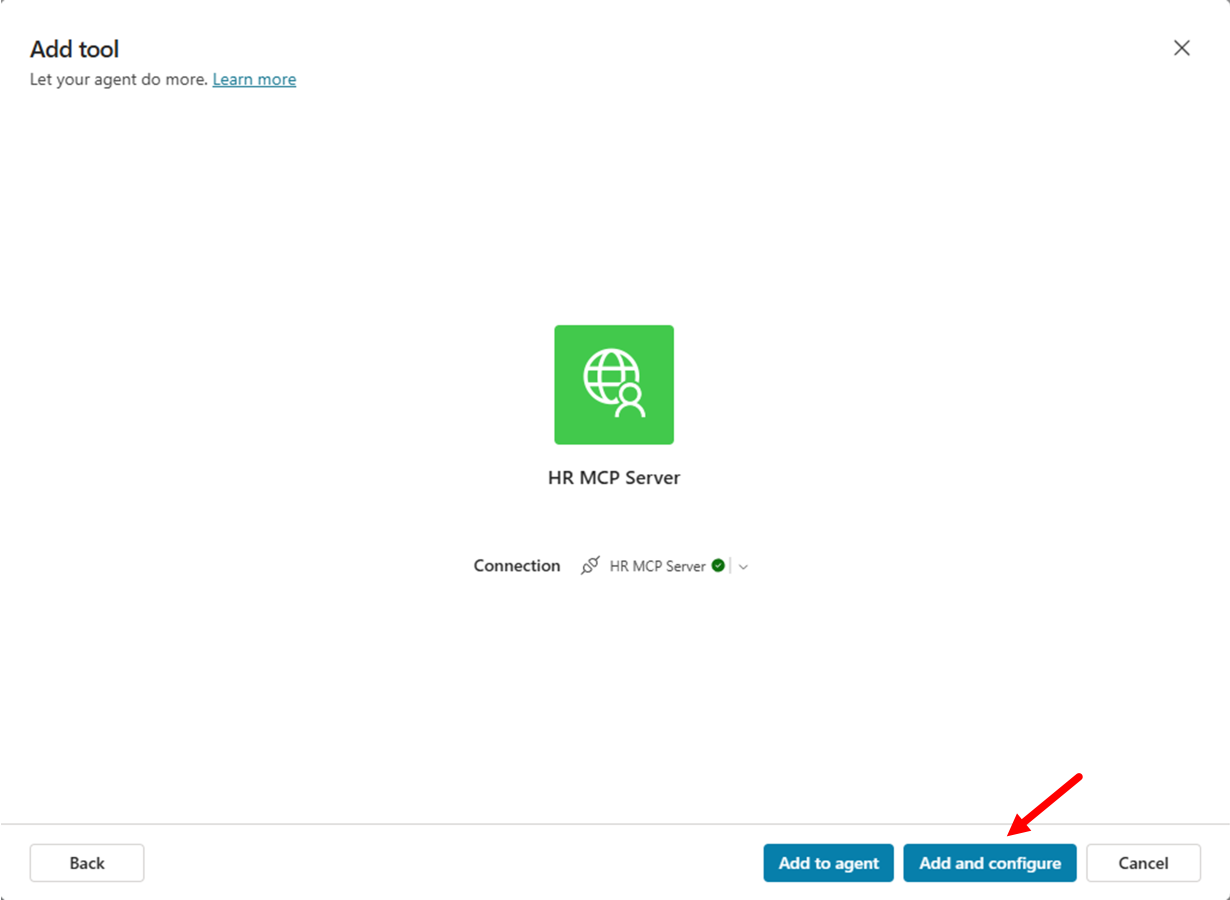 Add tool
Let your agent do more. Learn more
HR MCP Server
Connection HR MCP Server
Back Add to agent Add and configure Cancel